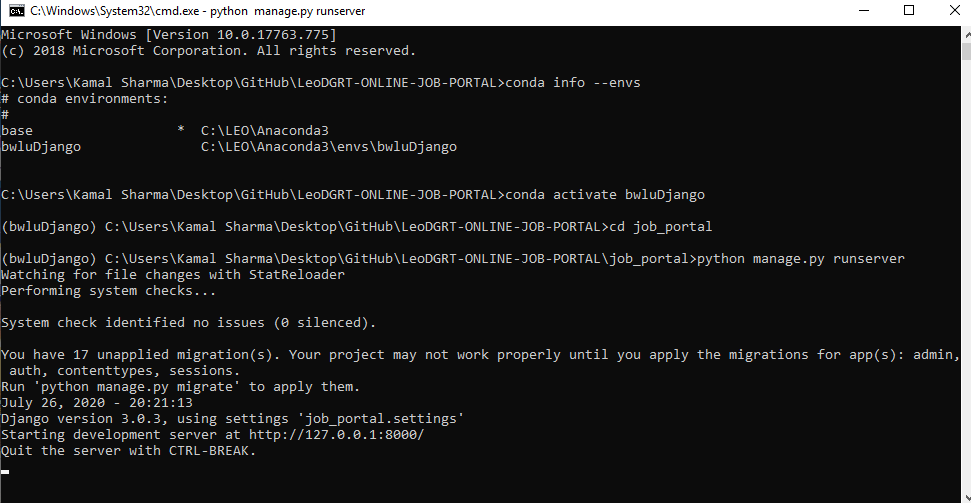 C:\Windows\System32\cmd.exe - python  manage.py runserver
Microsoft Windows [Version 10.0.17763.775]
(c) 2018 Microsoft Corporation. All rights reserved.
C:\Users\Kamal Sharma\Desktop\GitHub\LeoDGRT-ONLINE-JOB-PORTAL>conda info --envs
# conda environments:
#
base                  *  C:\LEO\Anaconda3
bwluDjango               C:\LEO\Anaconda3\envs\bwluDjango
C:\Users\Kamal Sharma\Desktop\GitHub\LeoDGRT-ONLINE-JOB-PORTAL>conda activate bwluDjango
(bwluDjango) C:\Users\Kamal Sharma\Desktop\GitHub\LeoDGRT-ONLINE-JOB-PORTAL>cd job_portal
(bwluDjango) C:\Users\Kamal Sharma\Desktop\GitHub\LeoDGRT-ONLINE-JOB-PORTAL\job_portal>python manage.py runserver
Watching for file changes with StatReloader
Performing system checks...
System check identified no issues (0 silenced).
You have 17 unapplied migration(s). Your project may not work properly until you apply the migrations for app(s): admin,
 auth, contenttypes, sessions.
Run 'python manage.py migrate' to apply them.
July 26, 2020 - 20:21:13
Django version 3.0.3, using settings 'job_portal.settings'
Starting development server at http://127.0.0.1:8000/
Quit the server with CTRL-BREAK.